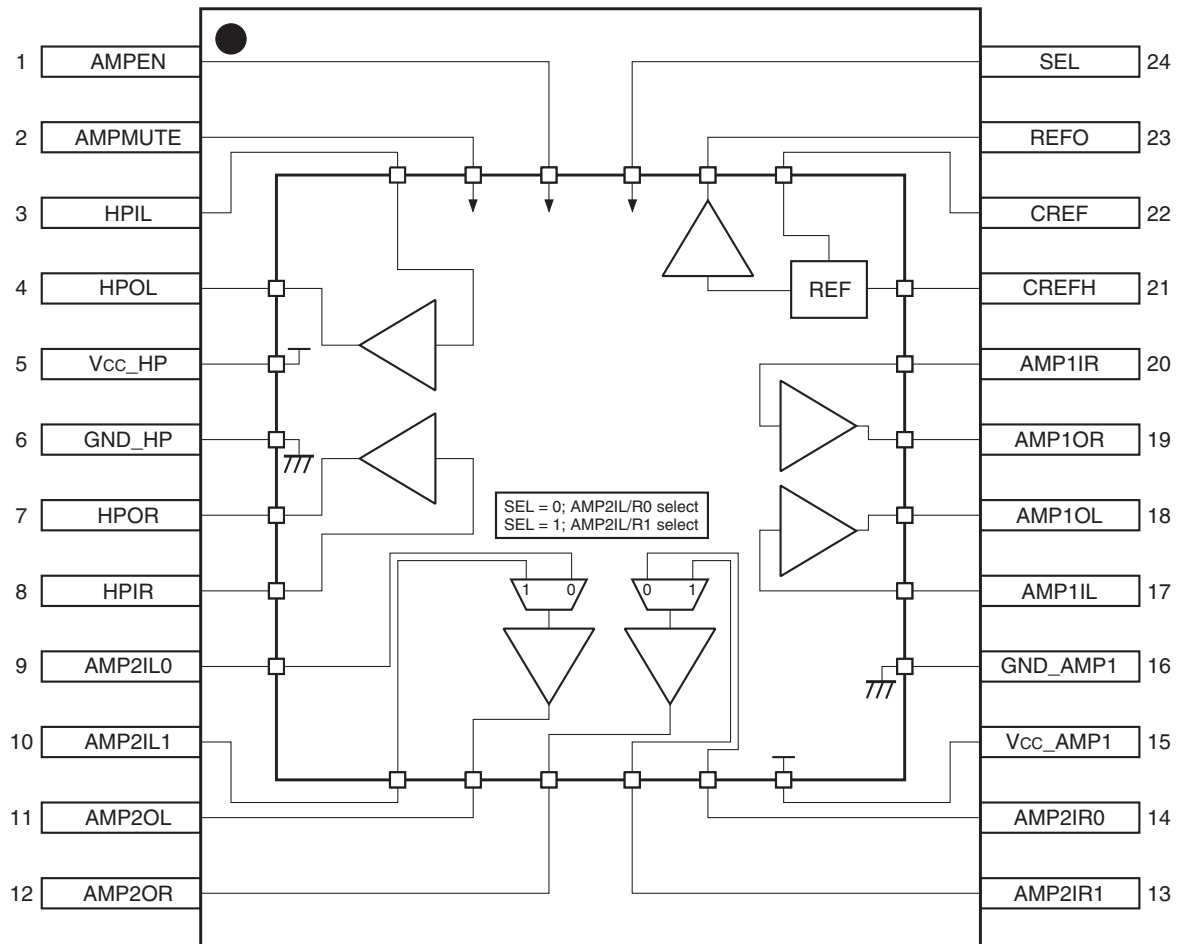 1 AMPEN
2 AMPMUTE
3 HPIL
4 HPOL
5 VCC_HP
6 GND_HP
7 HPOR
8 HPIR
9 AMP2IL0
10 AMP2IL1
11 AMP2OL
12 AMP2OR
REF
SEL = 0; AMP2IL/R0 select
SEL = 1; AMP2IL/R1 select
1 0
0 1
SEL 24
REFO 23
CREF 22
CREFH 21
AMP1IR 20
AMP1OR 19
AMP1OL 18
AMP1IL 17
GND_AMP1 16
VCC_AMP1 15
AMP2IR0 14
AMP2IR1 13